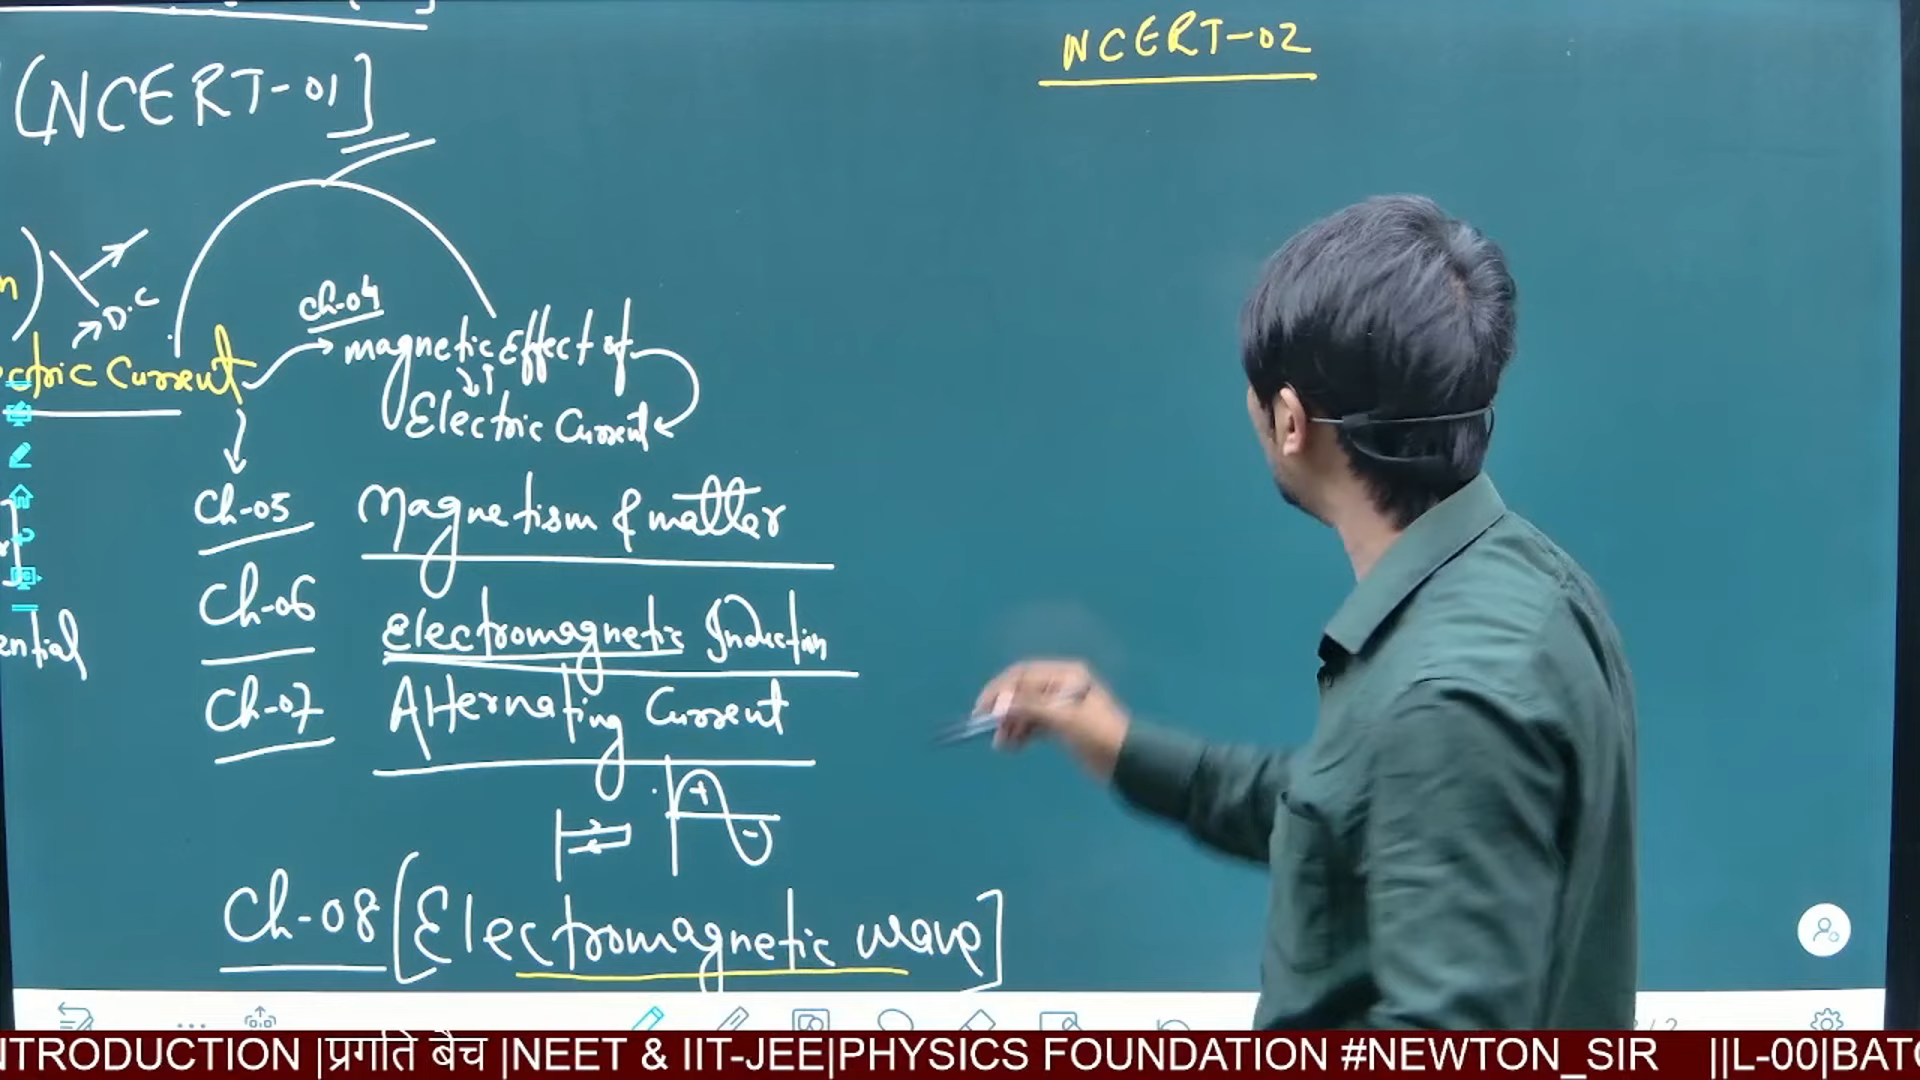 [NCERT-01]
NCERT-02
D.C
ctric Current
Ch-04
magnetic Effect of
Electric Current
Ch-05 Magnetism & matter
Ch-06 Electromagnetic Induction
ential
Ch-07 Alternating Current
+
-
Ch-08 [Electromagnetic wave]
NTRODUCTION |प्रगति बैच |NEET & IIT-JEE|PHYSICS FOUNDATION #NEWTON_SIR ||L-00|BATC